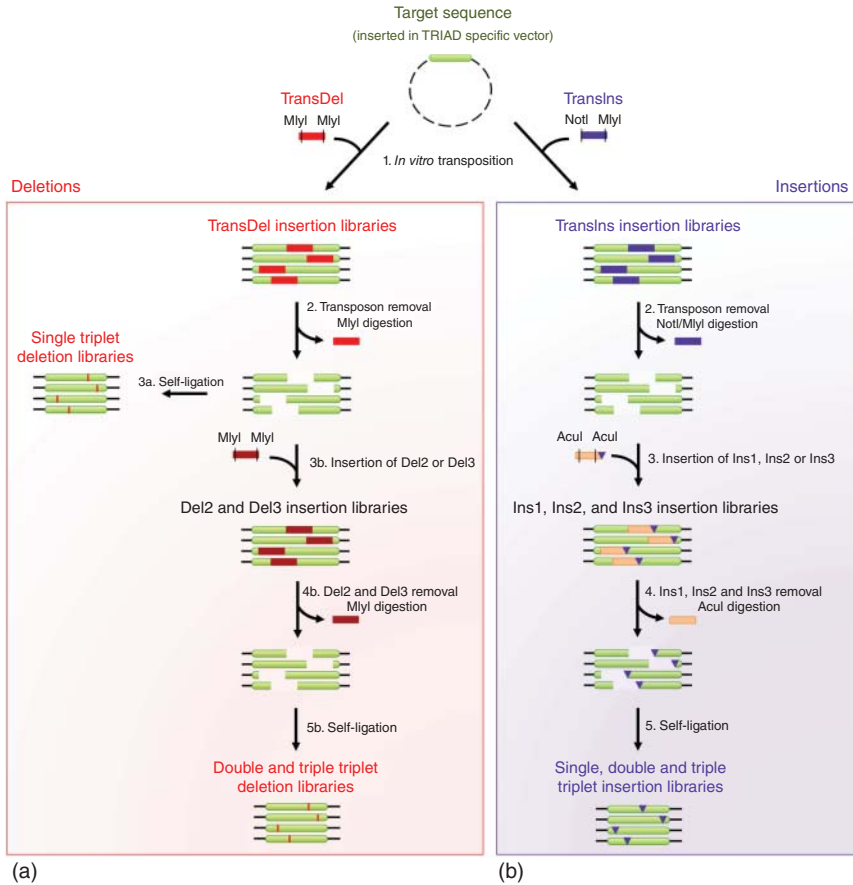 Target sequence
(inserted in TRIAD specific vector)
TransDel
MlyI MlyI
TransIns
NotI MlyI
1. In vitro transposition
Deletions
Insertions
TransDel insertion libraries
2. Transposon removal
MlyI digestion
Single triplet
deletion libraries
3a. Self-ligation
MlyI MlyI
3b. Insertion of Del2 or Del3
Del2 and Del3 insertion libraries
4b. Del2 and Del3 removal
MlyI digestion
5b. Self-ligation
Double and triple triplet
deletion libraries
(a)
TransIns insertion libraries
2. Transposon removal
NotI/MlyI digestion
AcuI AcuI
3. Insertion of Ins1, Ins2 or Ins3
Ins1, Ins2, and Ins3 insertion libraries
4. Ins1, Ins2 and Ins3 removal
AcuI digestion
5. Self-ligation
Single, double and triple
triplet insertion libraries
(b)